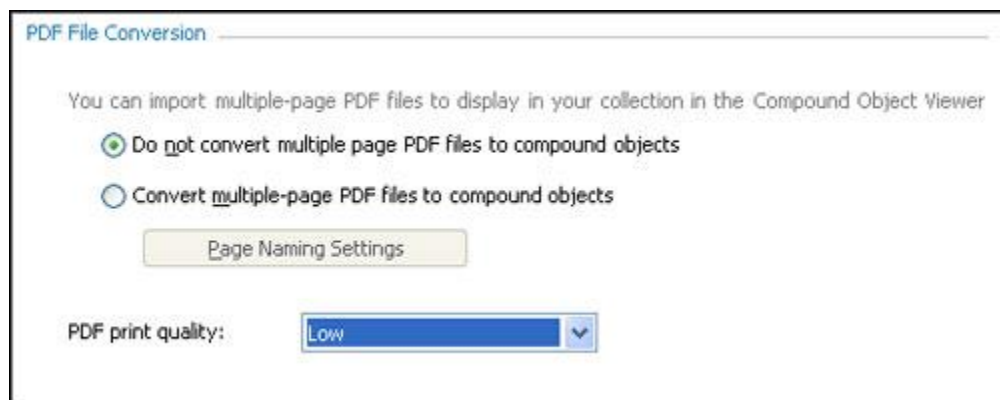 PDF File Conversion
You can import multiple-page PDF files to display in your collection in the Compound Object Viewer
Do not convert multiple page PDF files to compound objects
Convert multiple-page PDF files to compound objects
Page Naming Settings
PDF print quality: Low